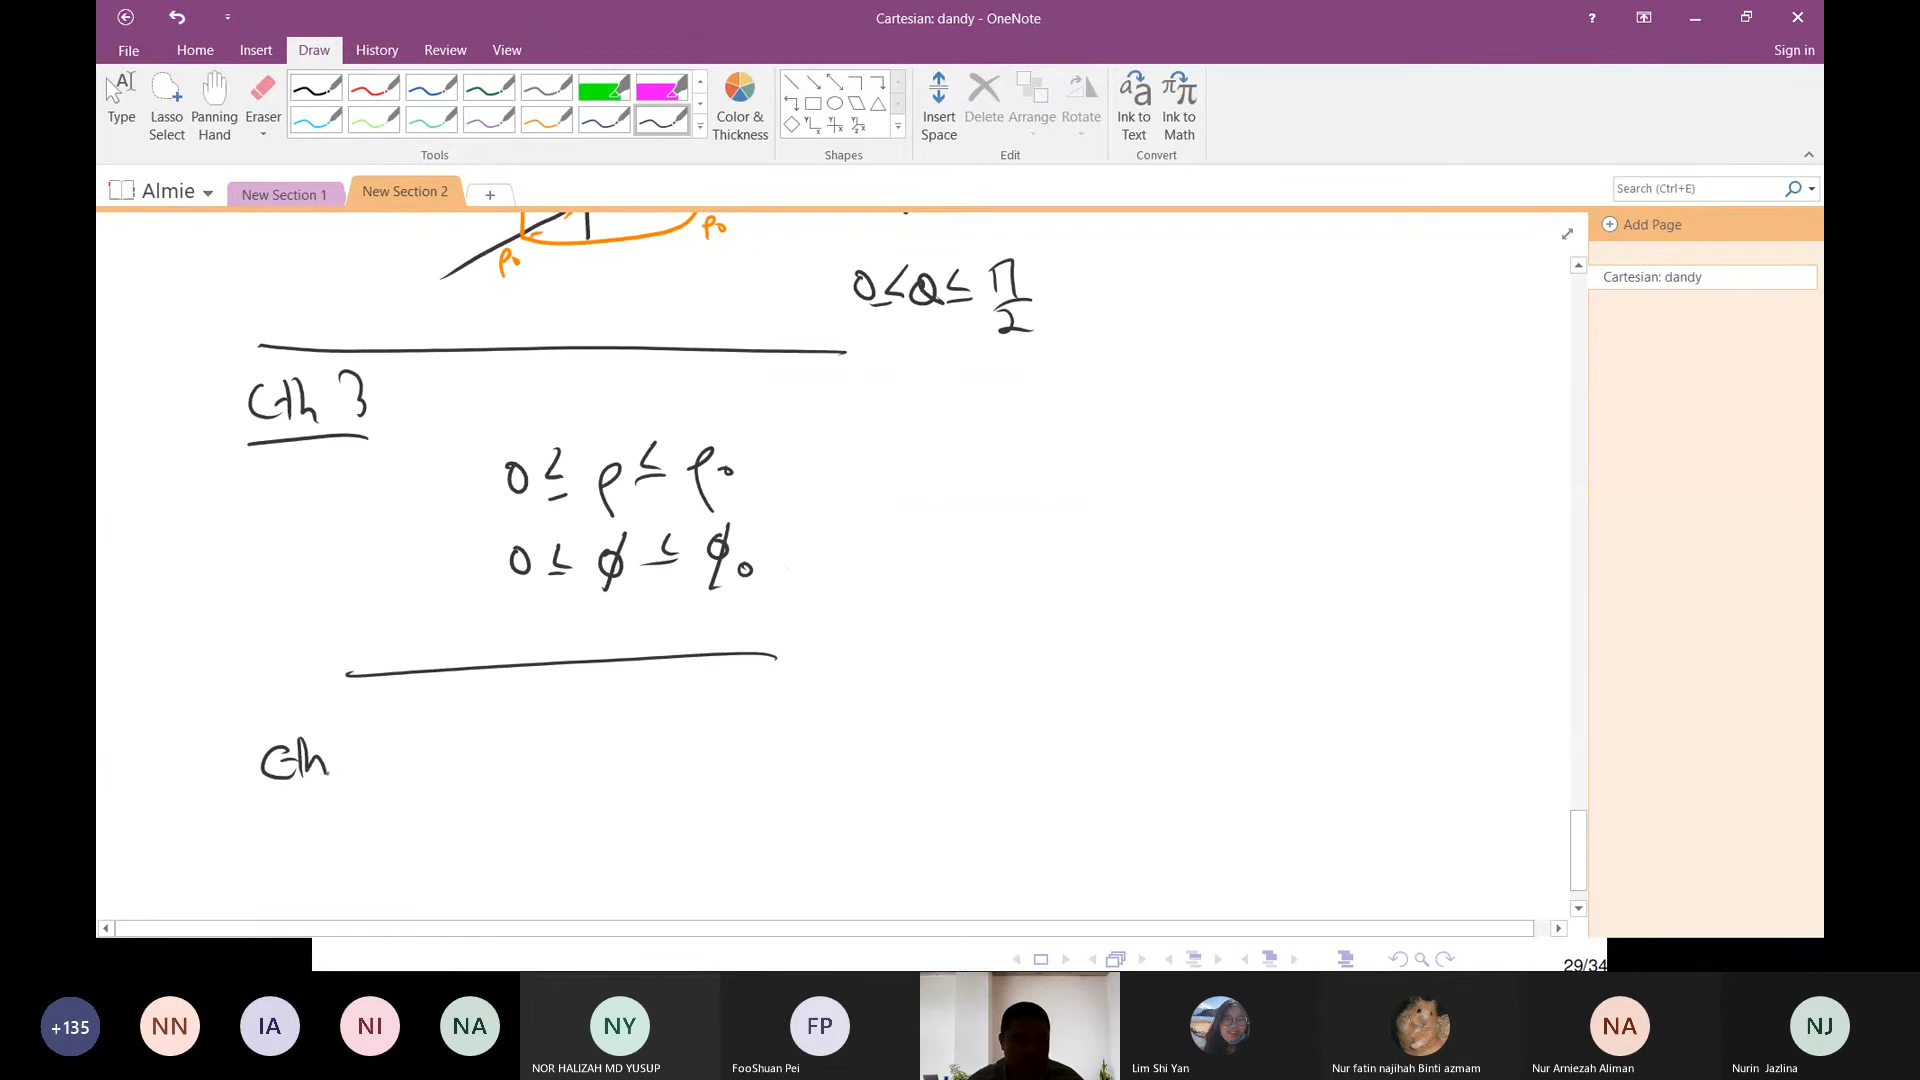 Cartesian: dandy - OneNote
?
File
Home
Insert
Draw
History
Review
View
Sign in
Type
Lasso Select
Panning Hand
Eraser
Color & Thickness
Insert Space
Delete
Arrange
Rotate
Ink to Text
Ink to Math
Tools
Shapes
Edit
Convert
Almie
New Section 1
New Section 2
+
Search (Ctrl+E)
Add Page
Cartesian: dandy
ρ₀
ρ₀
0 ≤ θ ≤ π/2
Cth 3
0 ≤ ρ ≤ ρ₀
0 ≤ φ ≤ φ₀
Cth
29/34
+135
NN
IA
NI
NA
NY
NOR HALIZAH MD YUSUP
FP
FooShuan Pei
Lim Shi Yan
Nur fatin najihah Binti azmam
NA
Nur Arniezah Aliman
NJ
Nurin Jazlina